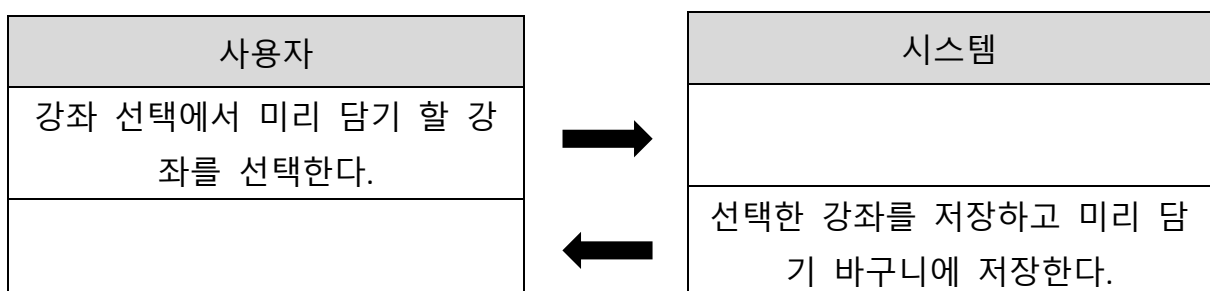 사용자
시스템
강좌 선택에서 미리 담기 할 강
좌를 선택한다.
선택한 강좌를 저장하고 미리 담
기 바구니에 저장한다.